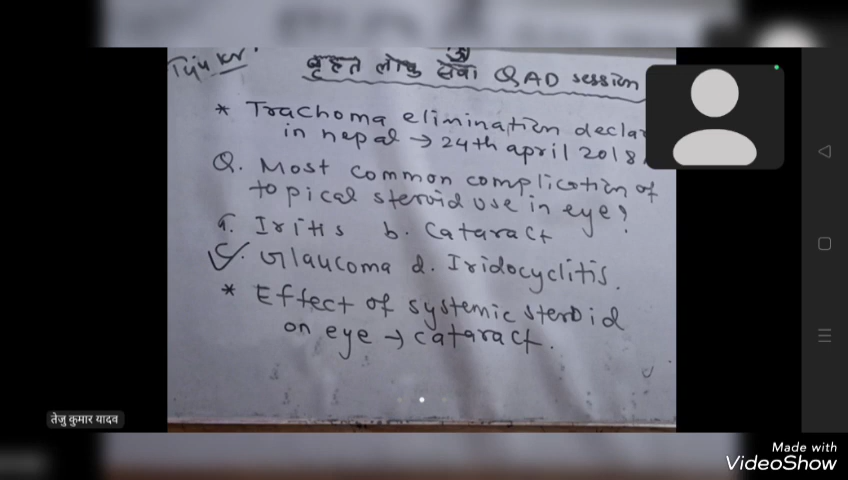 बृहत लोक सेवा QAD session
* Trachoma elimination declar
in nepal → 24th april 2018
Q. Most common complication of
topical steroid use in eye?
a. Iritis b. Cataract
c. Glaucoma d. Iridocyclitis.
* Effect of systemic steroid
on eye → cataract.
तेजु कुमार यादव
Made with
VideoShow